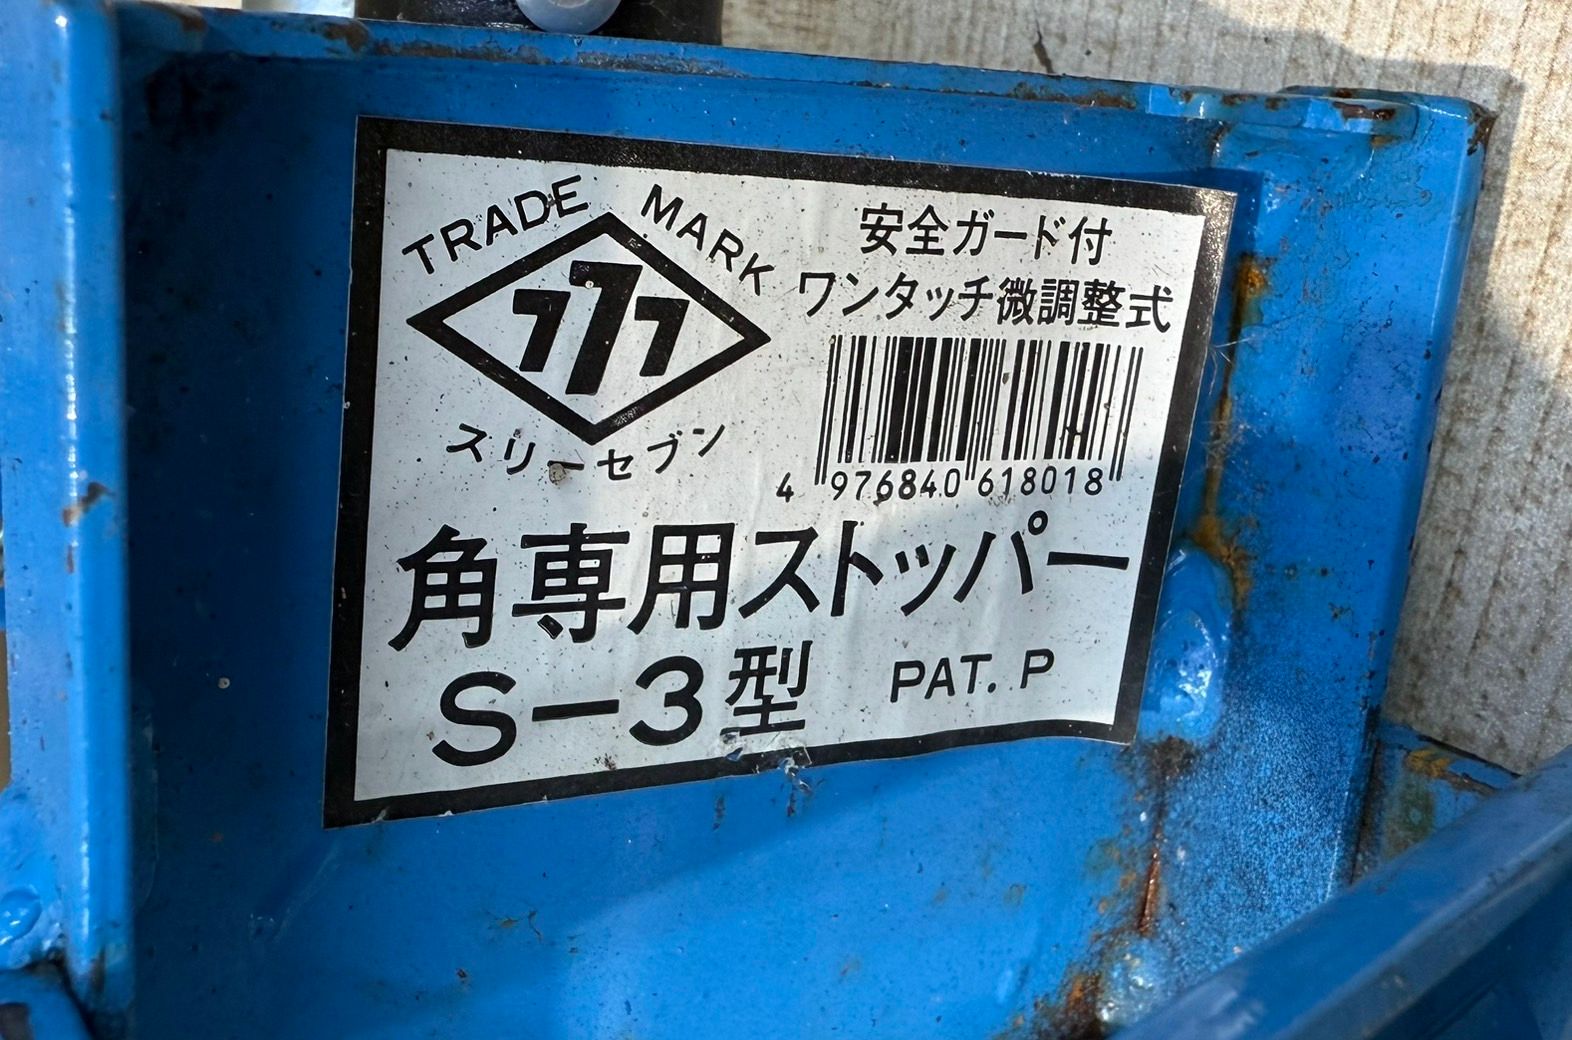 TRADE MARK
777
スリーセブン
安全ガード付
ワンタッチ微調整式
4 976840 618018
角専用ストッパー
S-3型 PAT. P